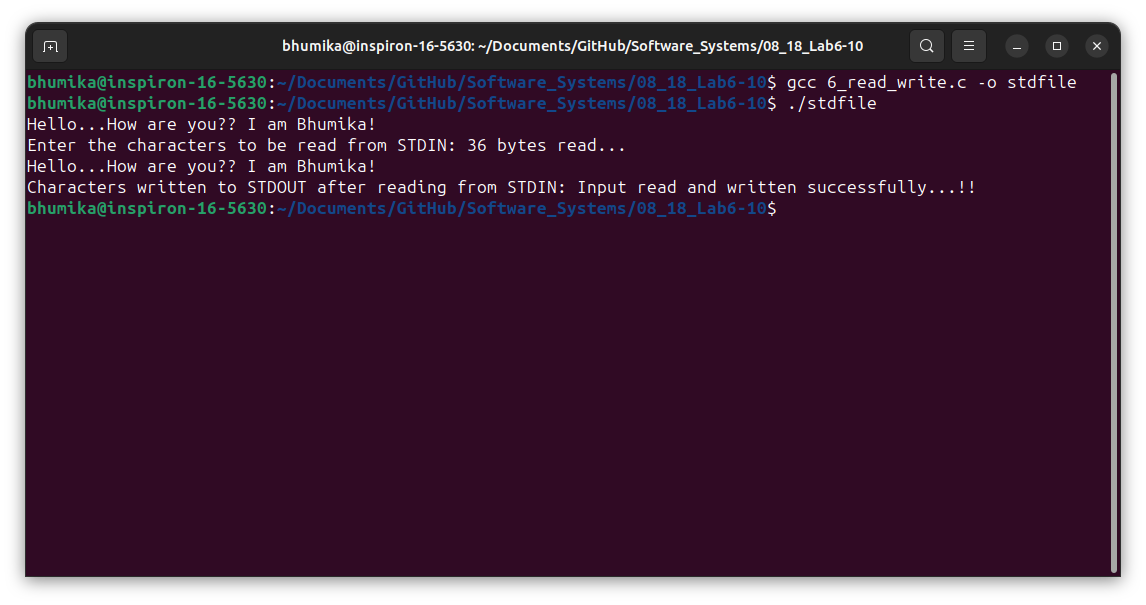 bhumika@inspiron-16-5630: ~/Documents/GitHub/Software_Systems/08_18_Lab6-10
bhumika@inspiron-16-5630:~/Documents/GitHub/Software_Systems/08_18_Lab6-10$ gcc 6_read_write.c -o stdfile
bhumika@inspiron-16-5630:~/Documents/GitHub/Software_Systems/08_18_Lab6-10$ ./stdfile
Hello...How are you?? I am Bhumika!
Enter the characters to be read from STDIN: 36 bytes read...
Hello...How are you?? I am Bhumika!
Characters written to STDOUT after reading from STDIN: Input read and written successfully...!!
bhumika@inspiron-16-5630:~/Documents/GitHub/Software_Systems/08_18_Lab6-10$